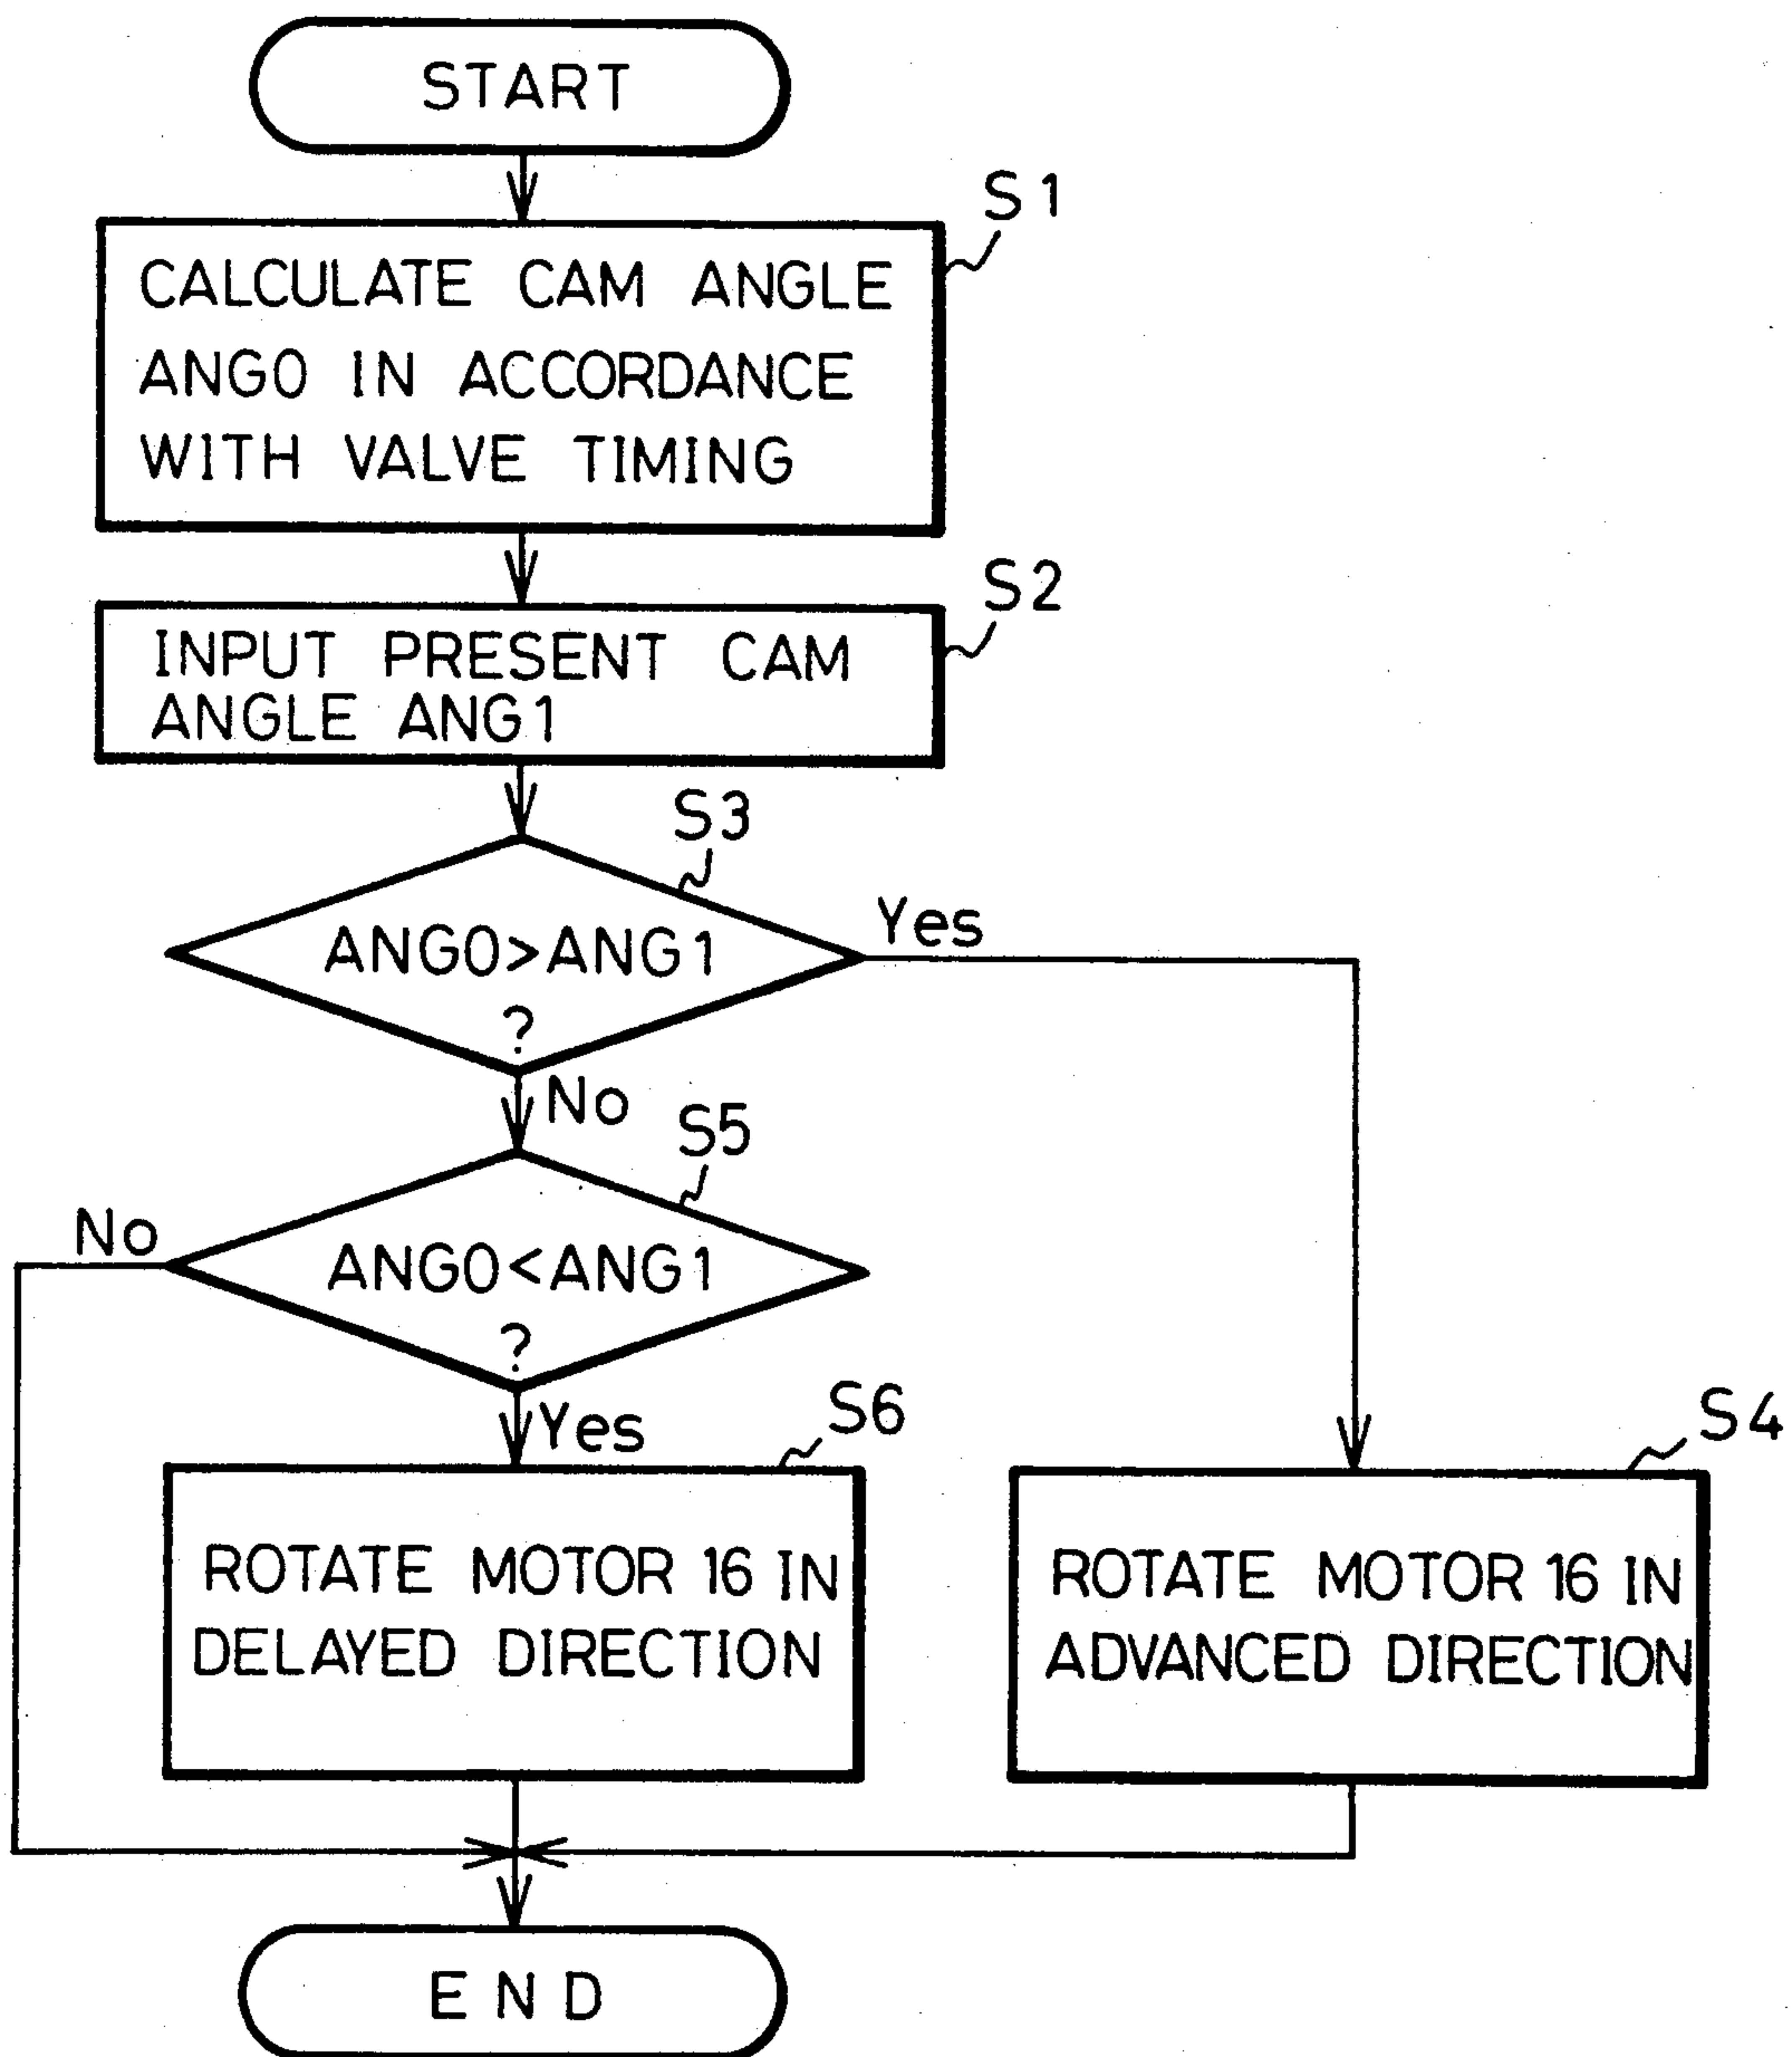 START
S1
CALCULATE CAM ANGLE
ANG0 IN ACCORDANCE
WITH VALVE TIMING
S2
INPUT PRESENT CAM
ANGLE ANG1
S3
ANG0>ANG1
?
Yes
No
S5
ANG0<ANG1
?
No
Yes
S6
ROTATE MOTOR 16 IN
DELAYED DIRECTION
S4
ROTATE MOTOR 16 IN
ADVANCED DIRECTION
END